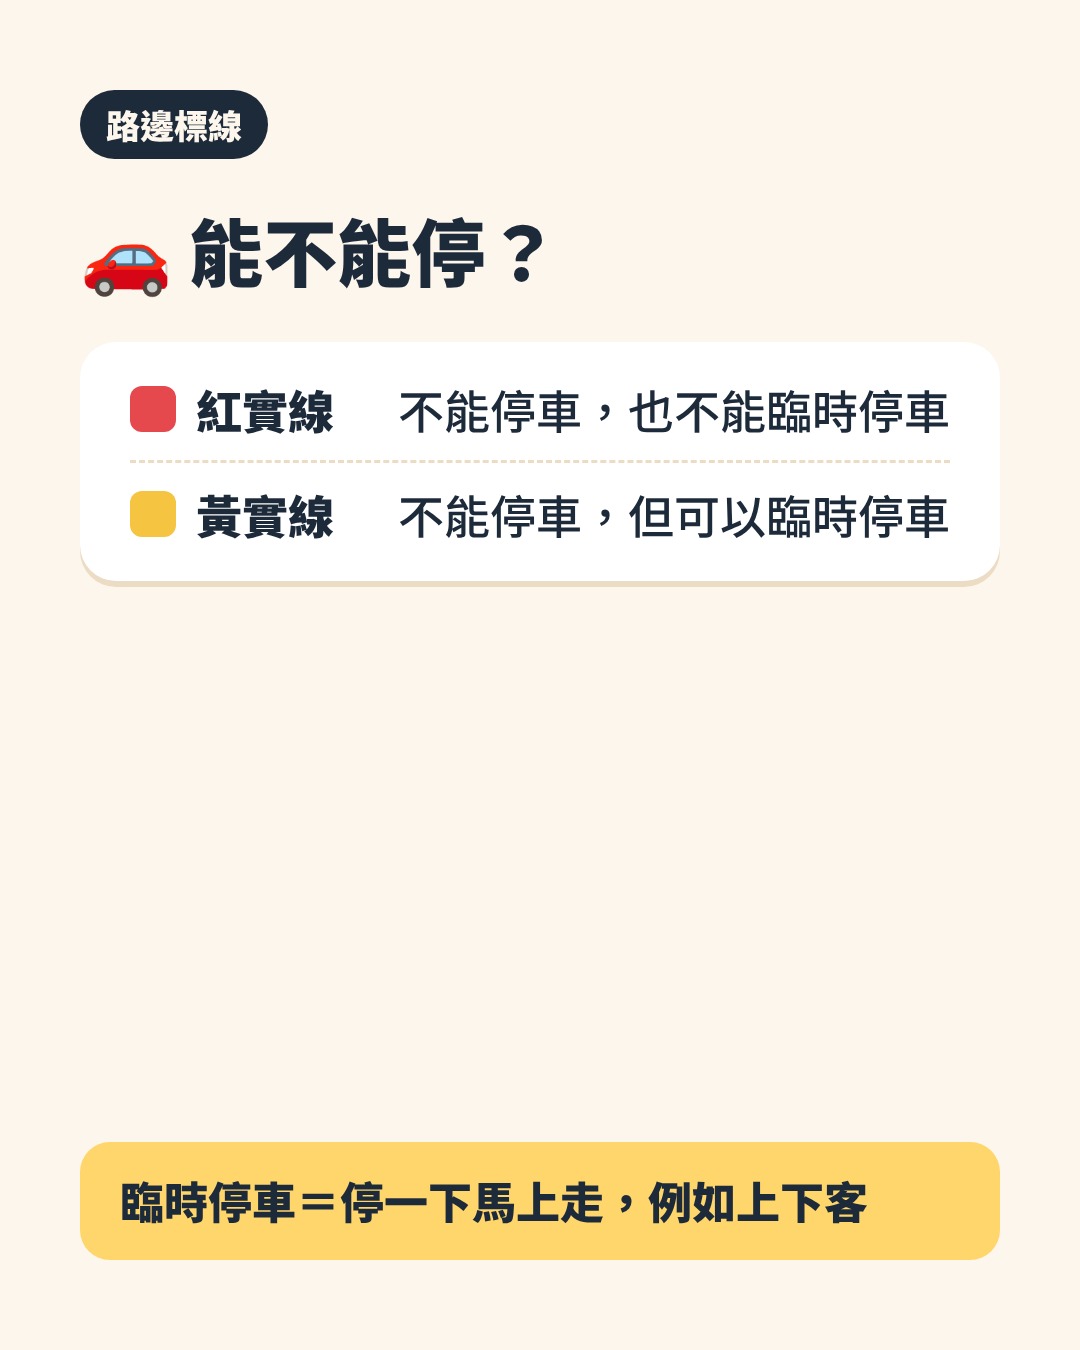 路邊標線
🚗 能不能停？
紅實線 不能停車，也不能臨時停車
黃實線 不能停車，但可以臨時停車
臨時停車＝停一下馬上走，例如上下客